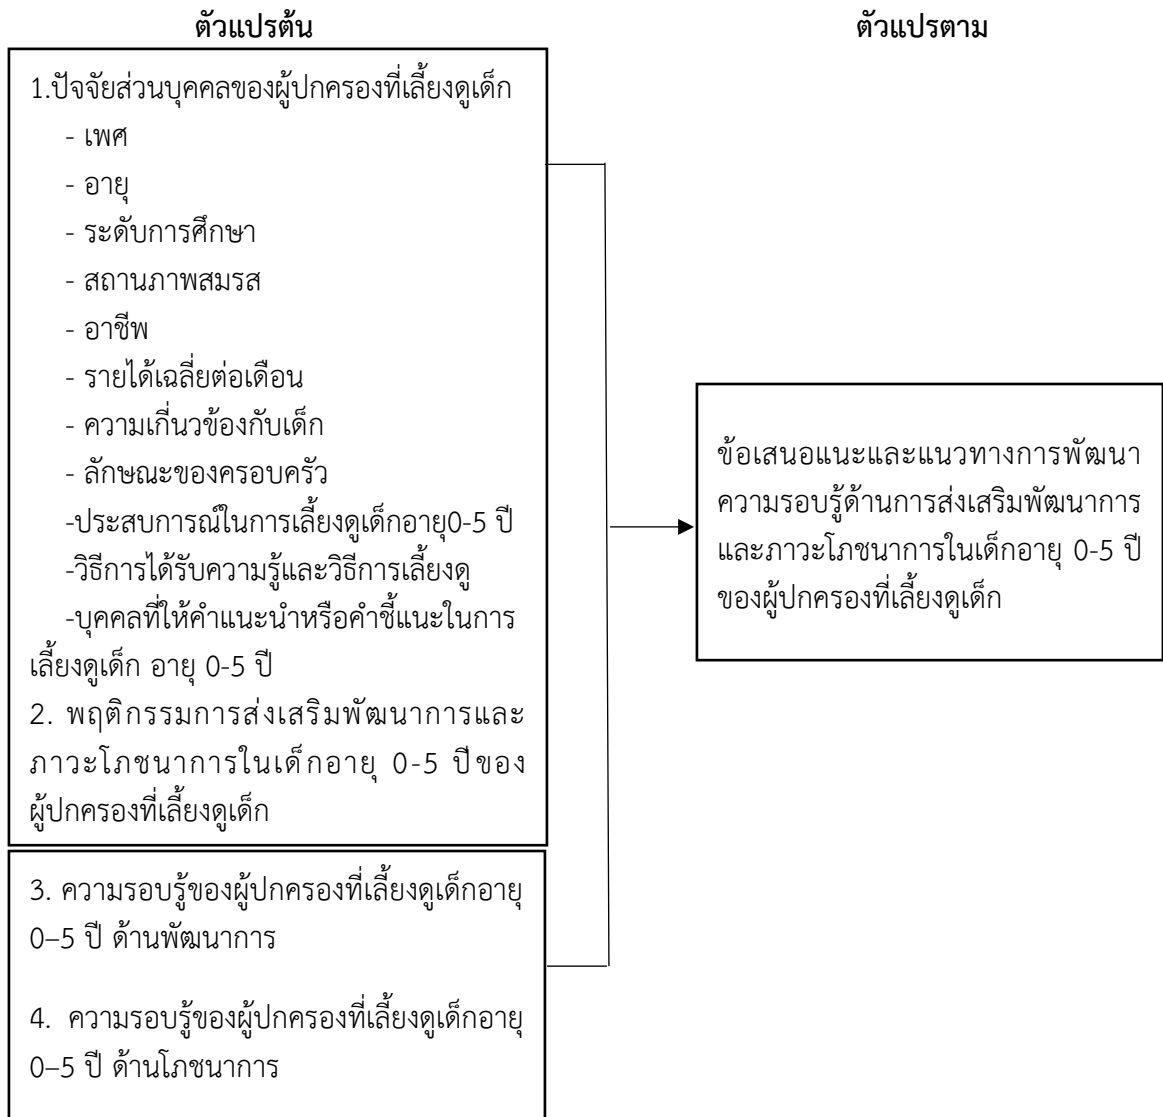 ตัวแปรต้น
ตัวแปรตาม
1.ปัจจัยส่วนบุคคลของผู้ปกครองที่เลี้ยงดูเด็ก
- เพศ
- อายุ
- ระดับการศึกษา
- สถานภาพสมรส
- อาชีพ
- รายได้เฉลี่ยต่อเดือน
- ความเกี่นวข้องกับเด็ก
- ลักษณะของครอบครัว
-ประสบการณ์ในการเลี้ยงดูเด็กอายุ0-5 ปี
-วิธีการได้รับความรู้และวิธีการเลี้ยงดู
-บุคคลที่ให้คำแนะนำหรือคำชี้แนะในการ
เลี้ยงดูเด็ก อายุ 0-5 ปี
2. พฤติกรรมการส่งเสริมพัฒนาการและ
ภาวะโภชนาการในเด็กอายุ 0-5 ปีของ
ผู้ปกครองที่เลี้ยงดูเด็ก
3. ความรอบรู้ของผู้ปกครองที่เลี้ยงดูเด็กอายุ
0–5 ปี ด้านพัฒนาการ
4. ความรอบรู้ของผู้ปกครองที่เลี้ยงดูเด็กอายุ
0–5 ปี ด้านโภชนาการ
ข้อเสนอแนะและแนวทางการพัฒนา
ความรอบรู้ด้านการส่งเสริมพัฒนาการ
และภาวะโภชนาการในเด็กอายุ 0-5 ปี
ของผู้ปกครองที่เลี้ยงดูเด็ก